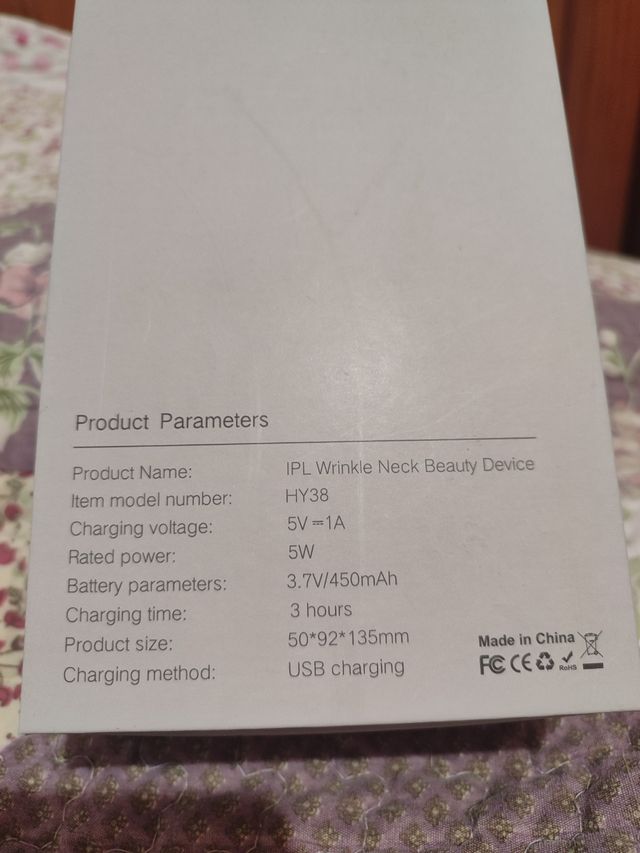 Product Parameters
Product Name: IPL Wrinkle Neck Beauty Device
Item model number: HY38
Charging voltage: 5V⎓1A
Rated power: 5W
Battery parameters: 3.7V/450mAh
Charging time: 3 hours
Product size: 50*92*135mm
Charging method: USB charging
Made in China
FC CE RoHS